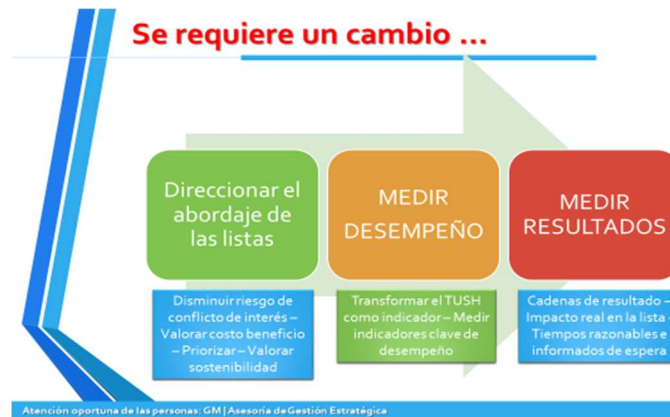 Se requiere un cambio ...
Direccionar el
abordaje de
las listas
MEDIR
DESEMPEÑO
MEDIR
RESULTADOS
Disminuir riesgo de
conflicto de interés –
Valorar costo beneficio
– Priorizar – Valorar
sostenibilidad
Transformar el TUSH
como indicador – Medir
indicadores clave de
desempeño
Cadenas de resultado –
Impacto real en la lista –
Tiempos razonables e
informados de espera
Atención oportuna de las personas: GM | Asesoría de Gestión Estratégica